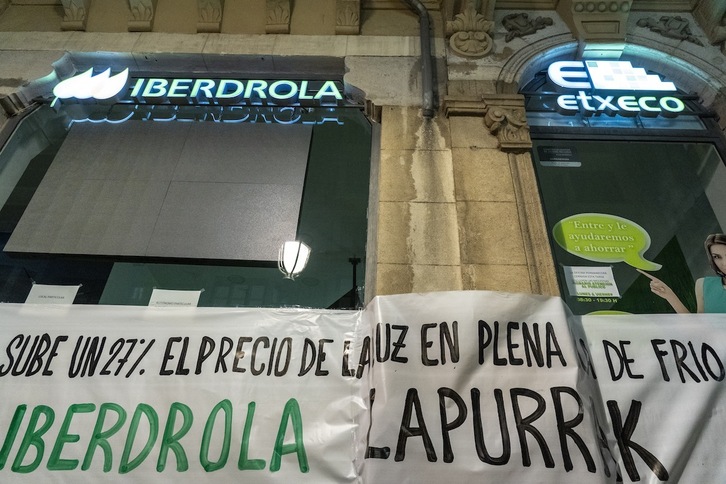 IBERDROLA
etxeco
"Entre y le
ayudaremos
a ahorrar"
SUBE UN 27% EL PRECIO DE LA LUZ EN PLENA DE FRIO
IBERDROLA LAPURRAK